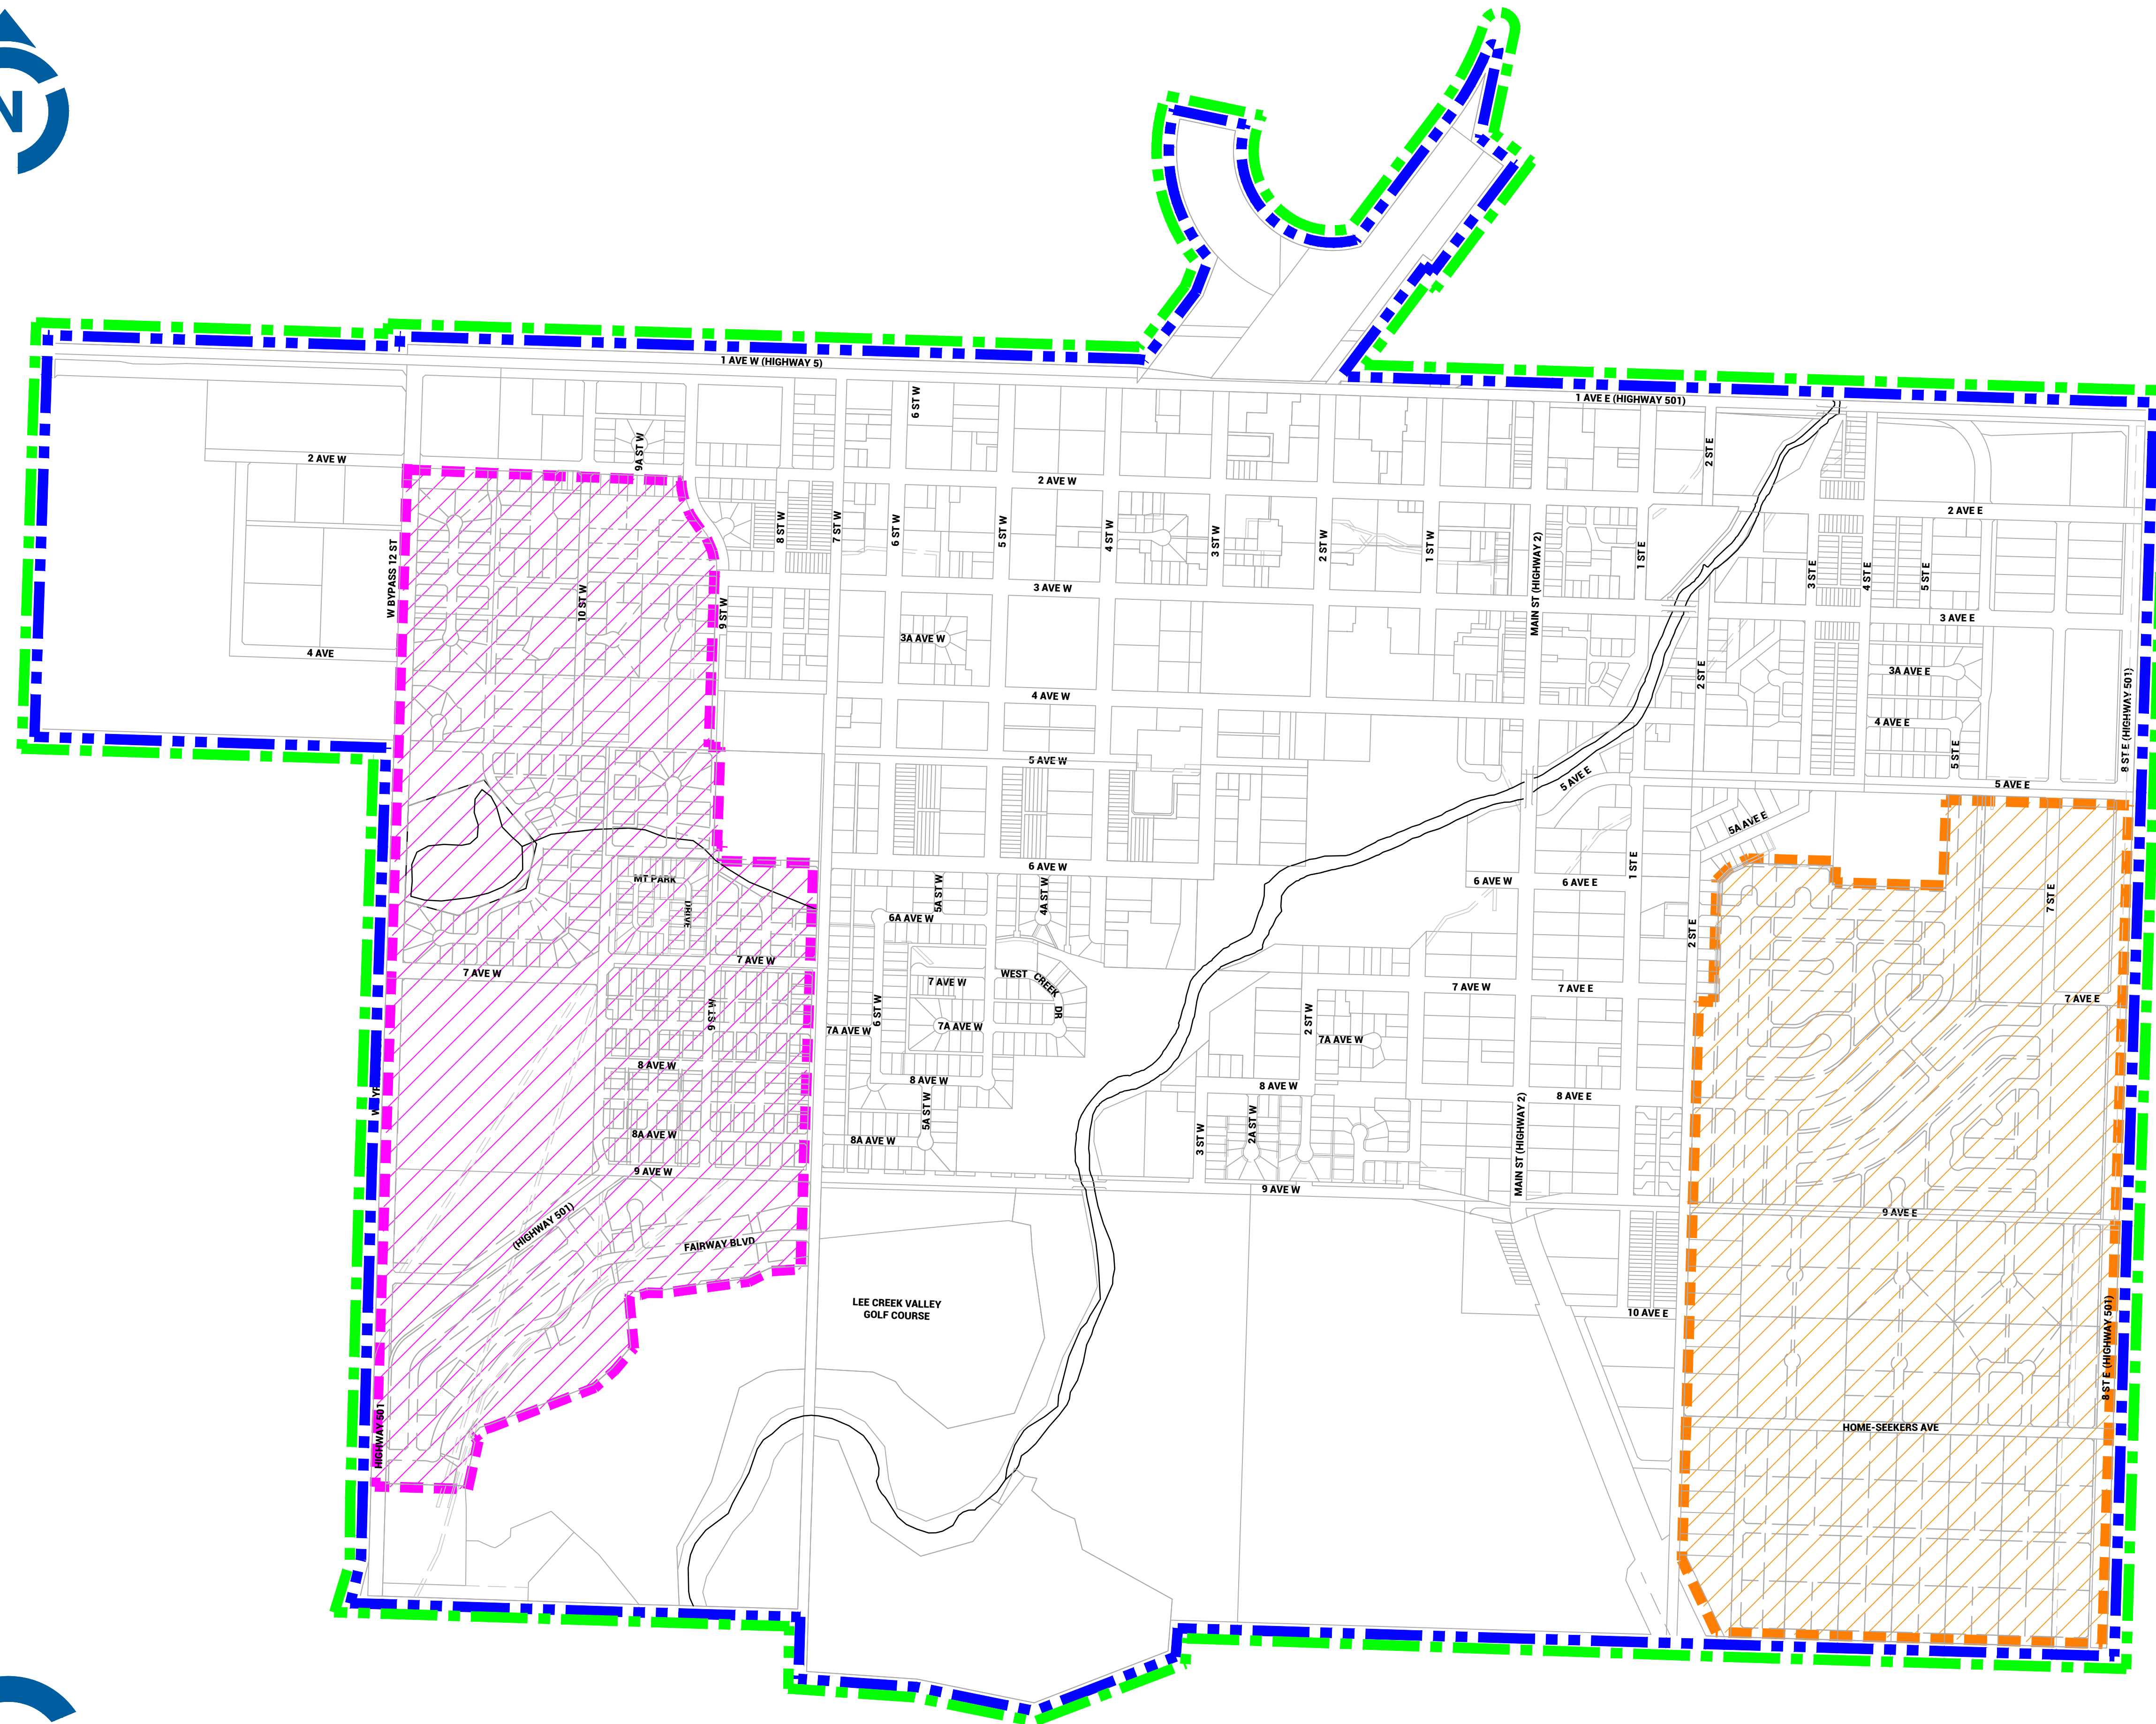 N
1 AVE W (HIGHWAY 5)
1 AVE E (HIGHWAY 501)
6 ST W
9A ST W
2 ST E
2 AVE W
2 AVE W
2 AVE E
W BYPASS 12 ST
8 ST W
7 ST W
6 ST W
5 ST W
4 ST W
3 ST W
2 ST W
1 ST W
MAIN ST (HIGHWAY 2)
1 ST E
3 ST E
4 ST E
5 ST E
10 ST W
9 ST W
3 AVE W
3 AVE E
3A AVE W
4 AVE
2 ST E
3A AVE E
8 ST E (HIGHWAY 501)
4 AVE W
4 AVE E
5 AVE W
5 ST E
5 AVE E
5 AVE E
5A AVE E
6 AVE W
1 ST E
MT PARK
DRIVE
5A ST W
4A ST W
6 AVE W
6 AVE E
7 ST E
6A AVE W
2 ST E
7 AVE W
7 AVE W
7 AVE W
WEST
CREEK
DR
7 AVE W
7 AVE E
7 AVE E
9 ST W
6 ST W
7A AVE W
7A AVE W
2 ST W
7A AVE W
8 AVE W
8 AVE W
8 AVE W
8 AVE E
5A ST W
8A AVE W
8A AVE W
3 ST W
2A ST W
MAIN ST (HIGHWAY 2)
9 AVE W
9 AVE W
9 AVE E
(HIGHWAY 501)
FAIRWAY BLVD
LEE CREEK VALLEY
GOLF COURSE
10 AVE E
8 ST E (HIGHWAY 501)
HIGHWAY 501
HOME-SEEKERS AVE